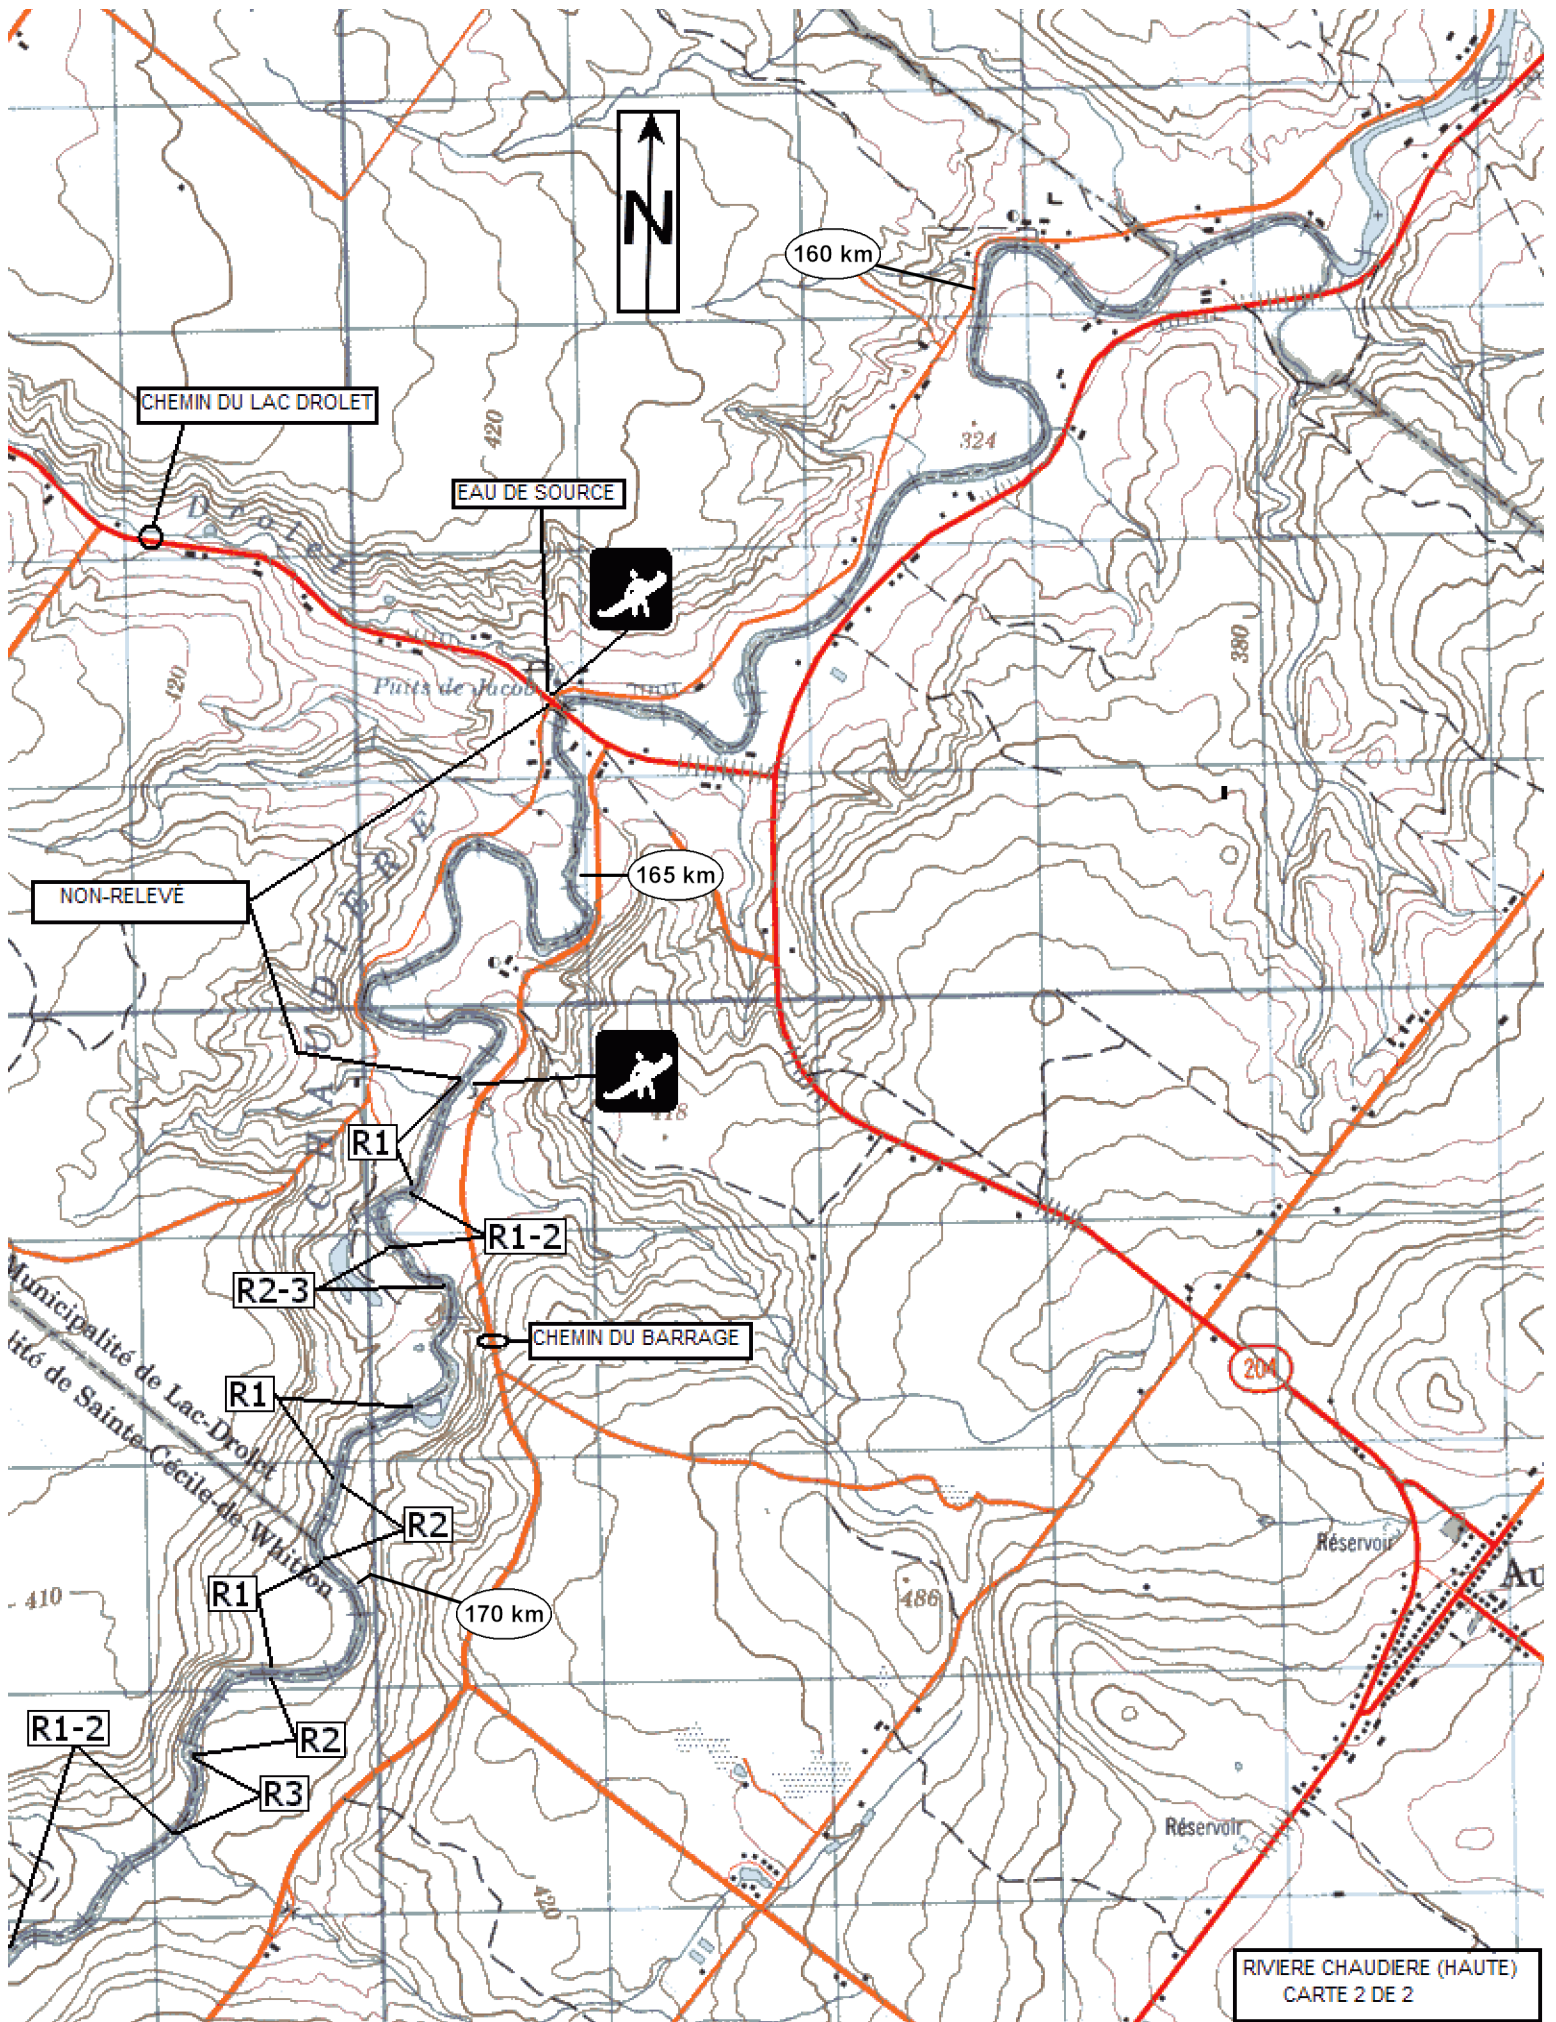 N
160 km
CHEMIN DU LAC DROLET
420
324
EAU DE SOURCE
Drolet
380
420
Puits de Jacob
CHAUDIERE
165 km
NON-RELEVÉ
R1
R1-2
R2-3
Municipalité de Lac-Drolet
lité de Sainte-Cécile-de-Whitton
CHEMIN DU BARRAGE
204
R1
R2
Réservoir
Au
R1
410
170 km
486
R1-2
R2
R3
Réservoir
420
RIVIERE CHAUDIERE (HAUTE)
CARTE 2 DE 2